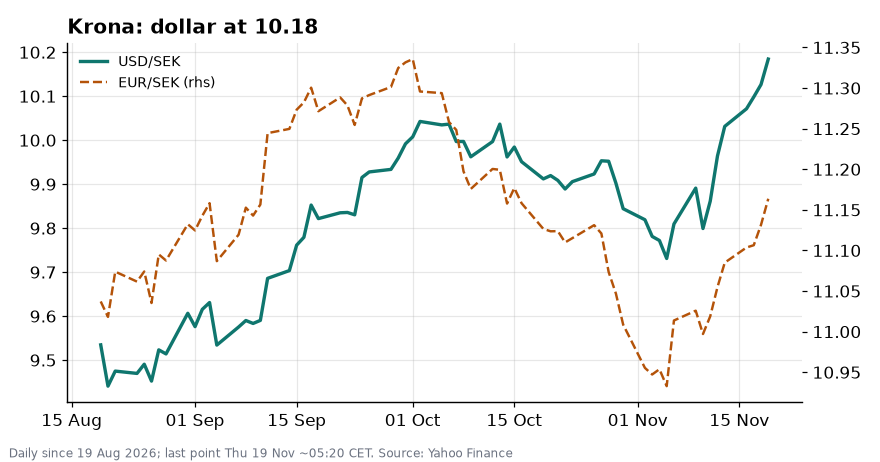 Krona: dollar at 10.18
USD/SEK
EUR/SEK (rhs)
10.2
10.1
10.0
9.9
9.8
9.7
9.6
9.5
11.35
11.30
11.25
11.20
11.15
11.10
11.05
11.00
10.95
15 Aug
01 Sep
15 Sep
01 Oct
15 Oct
01 Nov
15 Nov
Daily since 19 Aug 2026; last point Thu 19 Nov ~05:20 CET. Source: Yahoo Finance